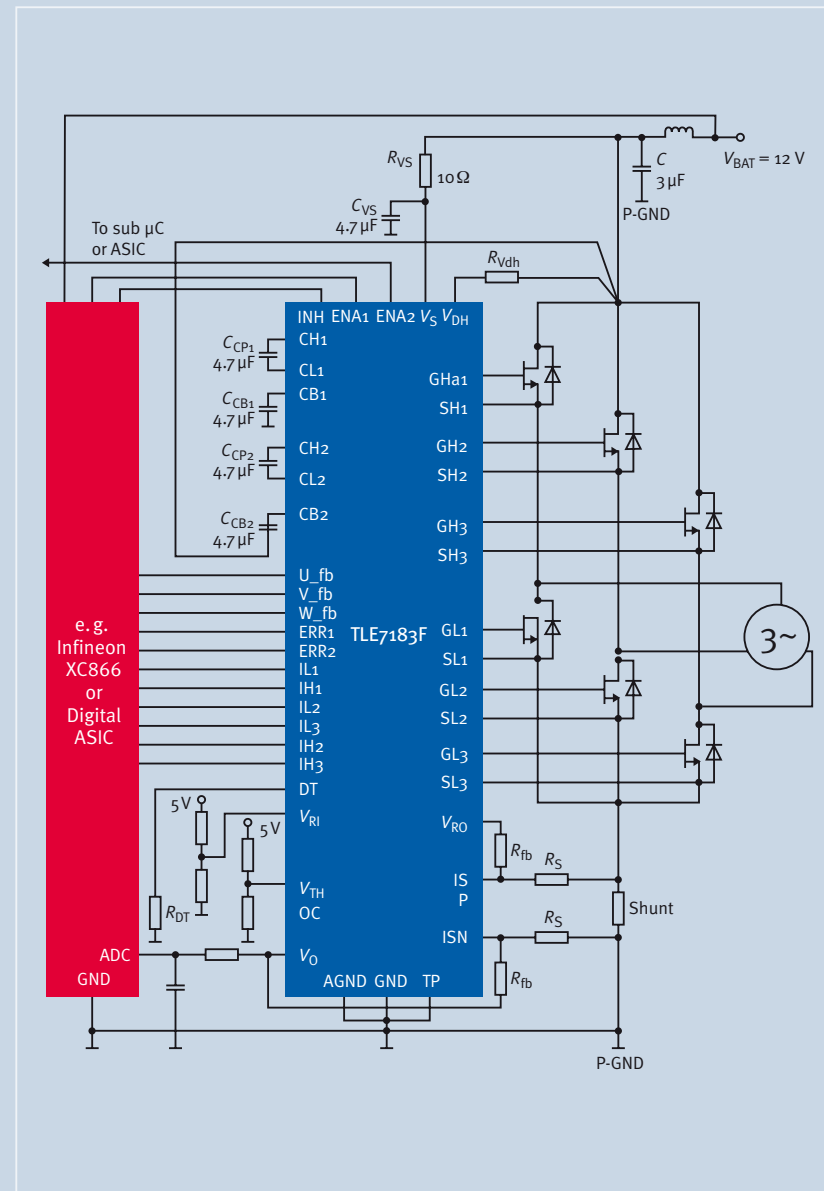 V_BAT = 12 V
R_VS
10 Ω
C
3 µF
P-GND
C_VS
4.7 µF
To sub µC
or ASIC
R_Vdh
INH ENA1 ENA2 V_S V_DH
CH1
C_CP1
4.7 µF
CL1
CB1
C_CB1
4.7 µF
CH2
C_CP2
4.7 µF
CL2
CB2
C_CB2
4.7 µF
GHa1
SH1
GH2
SH2
GH3
SH3
U_fb
V_fb
W_fb
ERR1
ERR2
IL1
IH1
IL2
IL3
IH2
IH3
DT
V_RI
V_TH
OC
V_O
TLE7183F
GL1
SL1
GL2
SL2
GL3
SL3
V_RO
IS
P
ISN
AGND GND TP
3~
e. g.
Infineon
XC866
or
Digital
ASIC
5 V
5 V
R_DT
ADC
GND
R_fb
R_S
Shunt
R_S
R_fb
P-GND